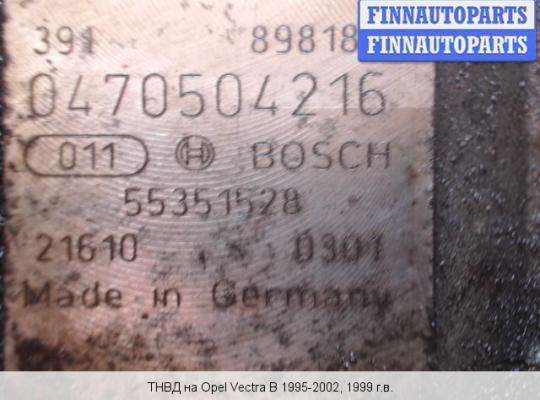 391 89818
FINNAUTOPARTS
FINNAUTOPARTS
0470504216
011 BOSCH
55351528
21610 0301
Made in Germany
ТНВД на Opel Vectra B 1995-2002, 1999 г.в.